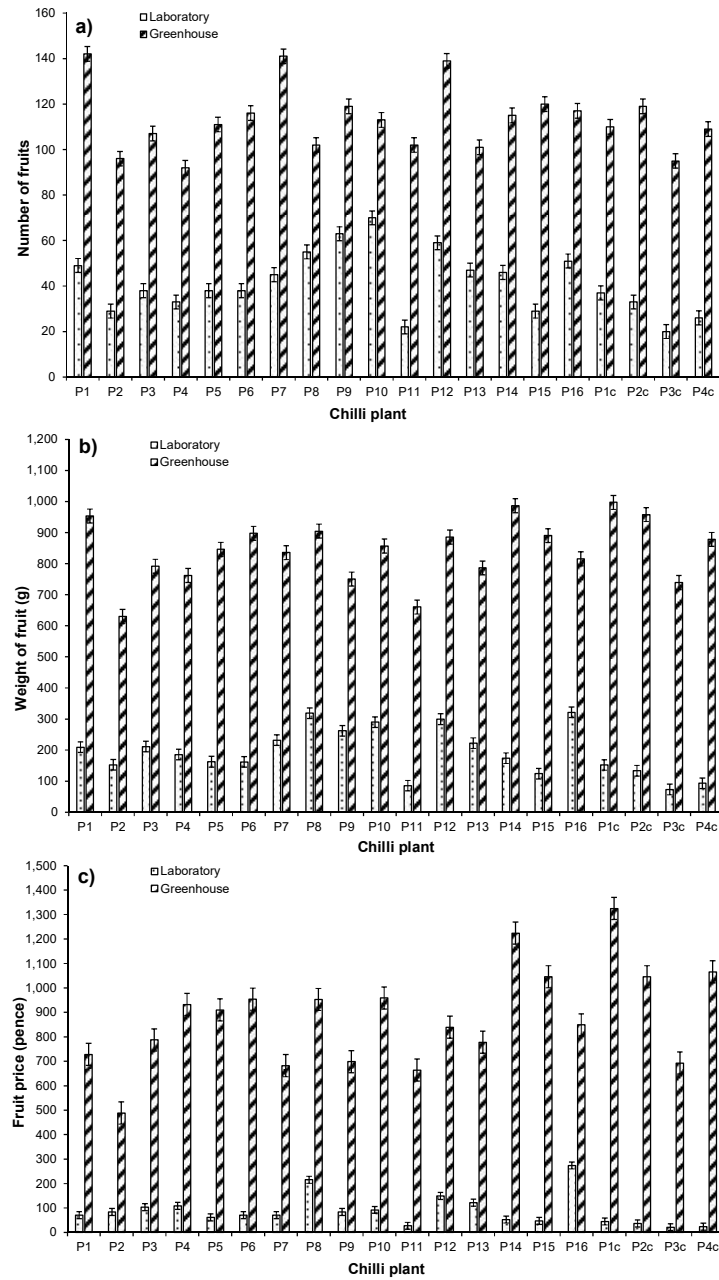 a)
Laboratory
Greenhouse
160
140
120
100
80
60
40
20
0
Number of fruits
P1 P2 P3 P4 P5 P6 P7 P8 P9 P10 P11 P12 P13 P14 P15 P16 P1c P2c P3c P4c
Chilli plant
b)
Laboratory
Greenhouse
1,200
1,100
1,000
900
800
700
600
500
400
300
200
100
0
Weight of fruit (g)
P1 P2 P3 P4 P5 P6 P7 P8 P9 P10 P11 P12 P13 P14 P15 P16 P1c P2c P3c P4c
Chilli plant
c)
Laboratory
Greenhouse
1,500
1,400
1,300
1,200
1,100
1,000
900
800
700
600
500
400
300
200
100
0
Fruit price (pence)
P1 P2 P3 P4 P5 P6 P7 P8 P9 P10 P11 P12 P13 P14 P15 P16 P1c P2c P3c P4c
Chilli plant